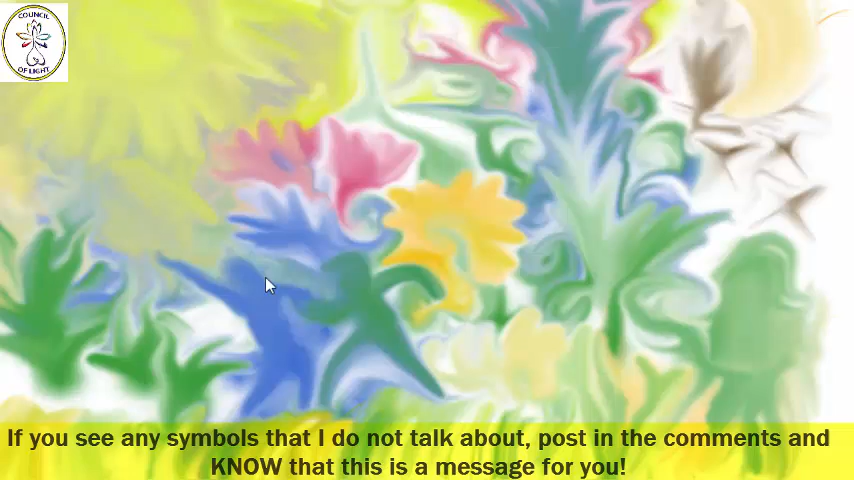 COUNCIL
OF LIGHT
If you see any symbols that I do not talk about, post in the comments and
KNOW that this is a message for you!